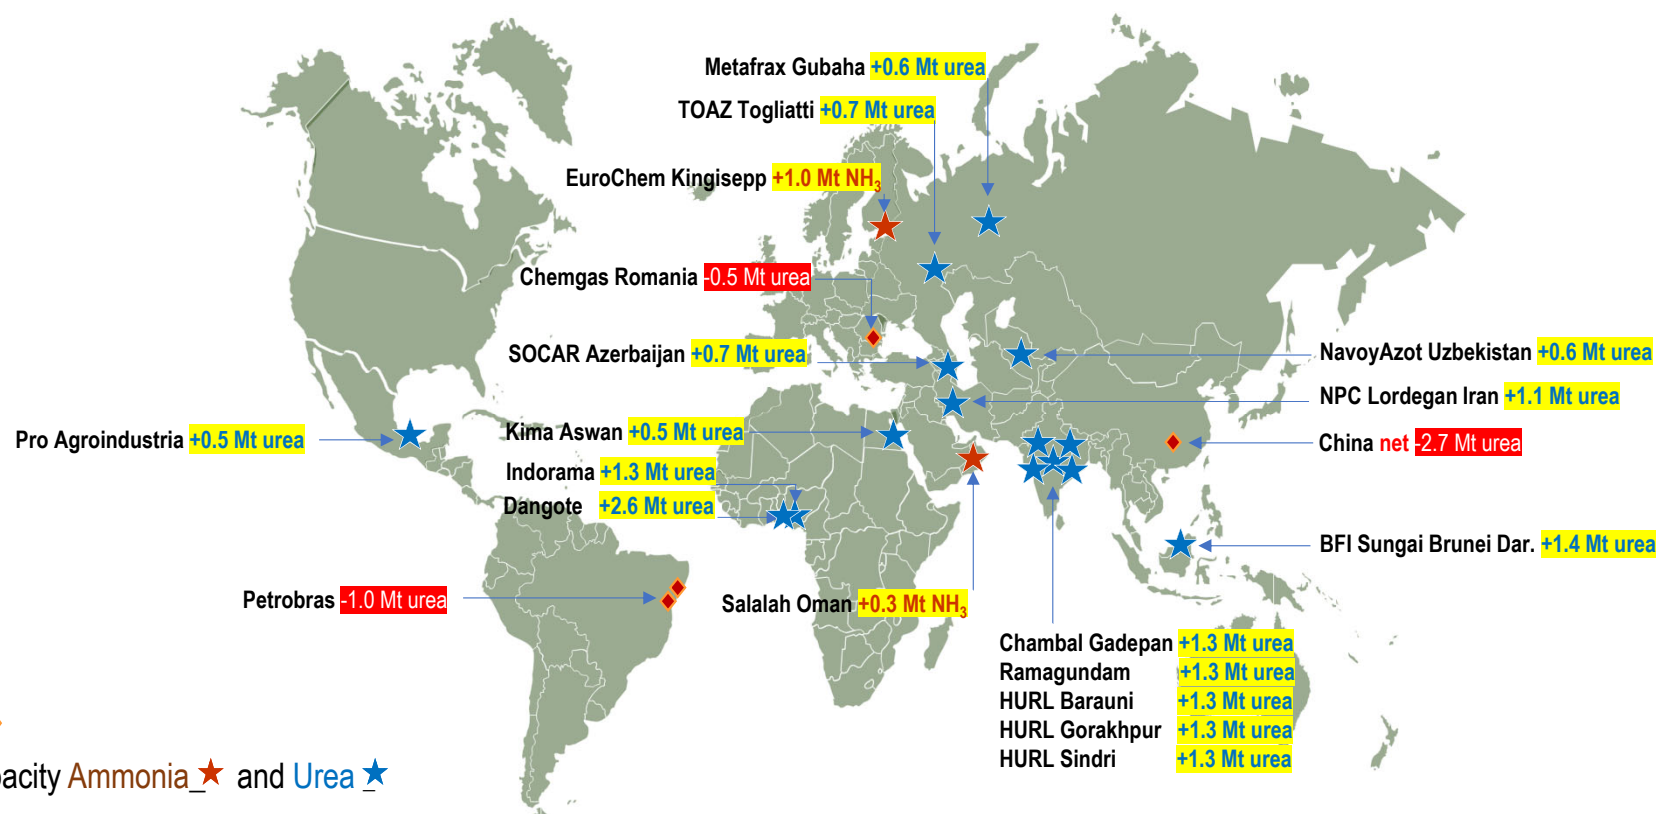 Metafrax Gubaha +0.6 Mt urea
TOAZ Togliatti +0.7 Mt urea
EuroChem Kingisepp +1.0 Mt NH3
Chemgas Romania -0.5 Mt urea
SOCAR Azerbaijan +0.7 Mt urea
NavoyAzot Uzbekistan +0.6 Mt urea
NPC Lordegan Iran +1.1 Mt urea
Pro Agroindustria +0.5 Mt urea
Kima Aswan +0.5 Mt urea
China net -2.7 Mt urea
Indorama +1.3 Mt urea
Dangote +2.6 Mt urea
BFI Sungai Brunei Dar. +1.4 Mt urea
Petrobras -1.0 Mt urea
Salalah Oman +0.3 Mt NH3
Chambal Gadepan +1.3 Mt urea
Ramagundam +1.3 Mt urea
HURL Barauni +1.3 Mt urea
HURL Gorakhpur +1.3 Mt urea
HURL Sindri +1.3 Mt urea
pacity Ammonia_ and Urea _